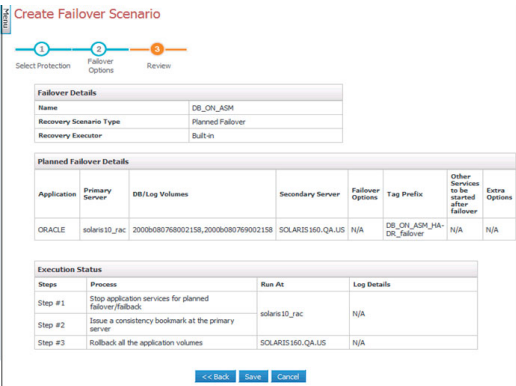 Menu
Create Failover Scenario
1 2 3
Select Protection Failover Options Review
Failover Details
Name DB_ON_ASM
Recovery Scenario Type Planned Failover
Recovery Executor Built-in
Planned Failover Details
Application Primary Server DB/Log Volumes Secondary Server Failover Options Tag Prefix Other Services to be started after failover Extra Options
ORACLE solaris10_rac 2000b080768002158,2000b080769002158 SOLARIS160.QA.US N/A DB_ON_ASM_HA-DR_failover N/A N/A
Execution Status
Steps Process Run At Log Details
Step #1 Stop application services for planned failover/failback solaris10_rac N/A
Step #2 Issue a consistency bookmark at the primary server
Step #3 Rollback all the application volumes SOLARIS160.QA.US N/A
<< Back Save Cancel